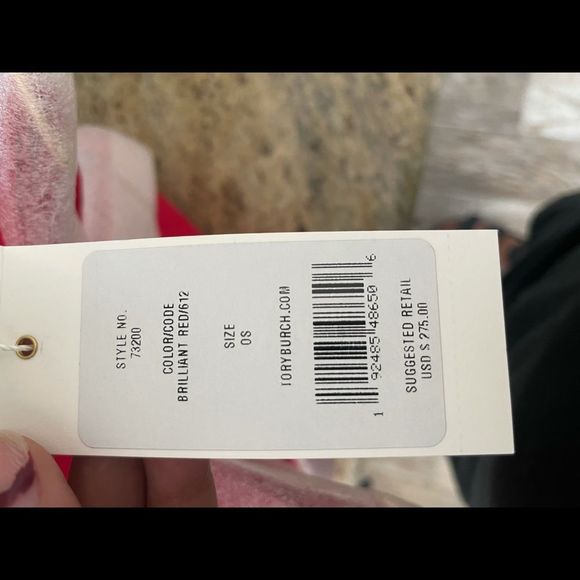 STYLE NO.
73200
COLOR/CODE
BRILLIANT RED/612
SIZE
OS
TORYBURCH.COM
1 92485 48650 6
SUGGESTED RETAIL
USD $ 275.00